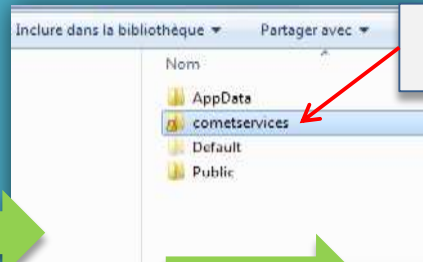 Inclure dans la bibliothèque Partager avec
Nom
AppData
cometservices
Default
Public